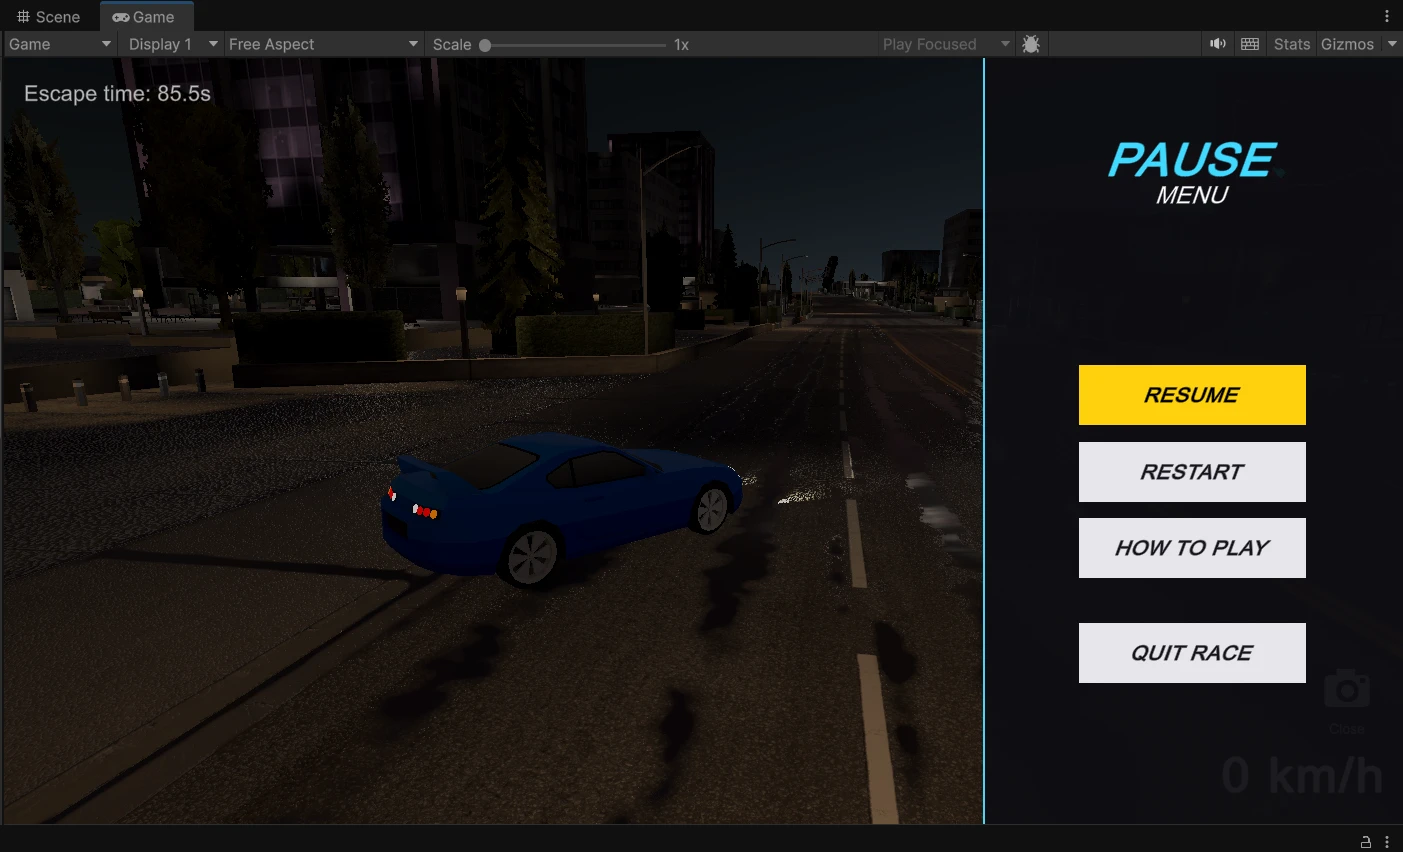 Scene
Game
Game
Display 1
Free Aspect
Scale
1x
Play Focused
Stats
Gizmos
Escape time: 85.5s
PAUSE
MENU
RESUME
RESTART
HOW TO PLAY
QUIT RACE
Close
0 km/h